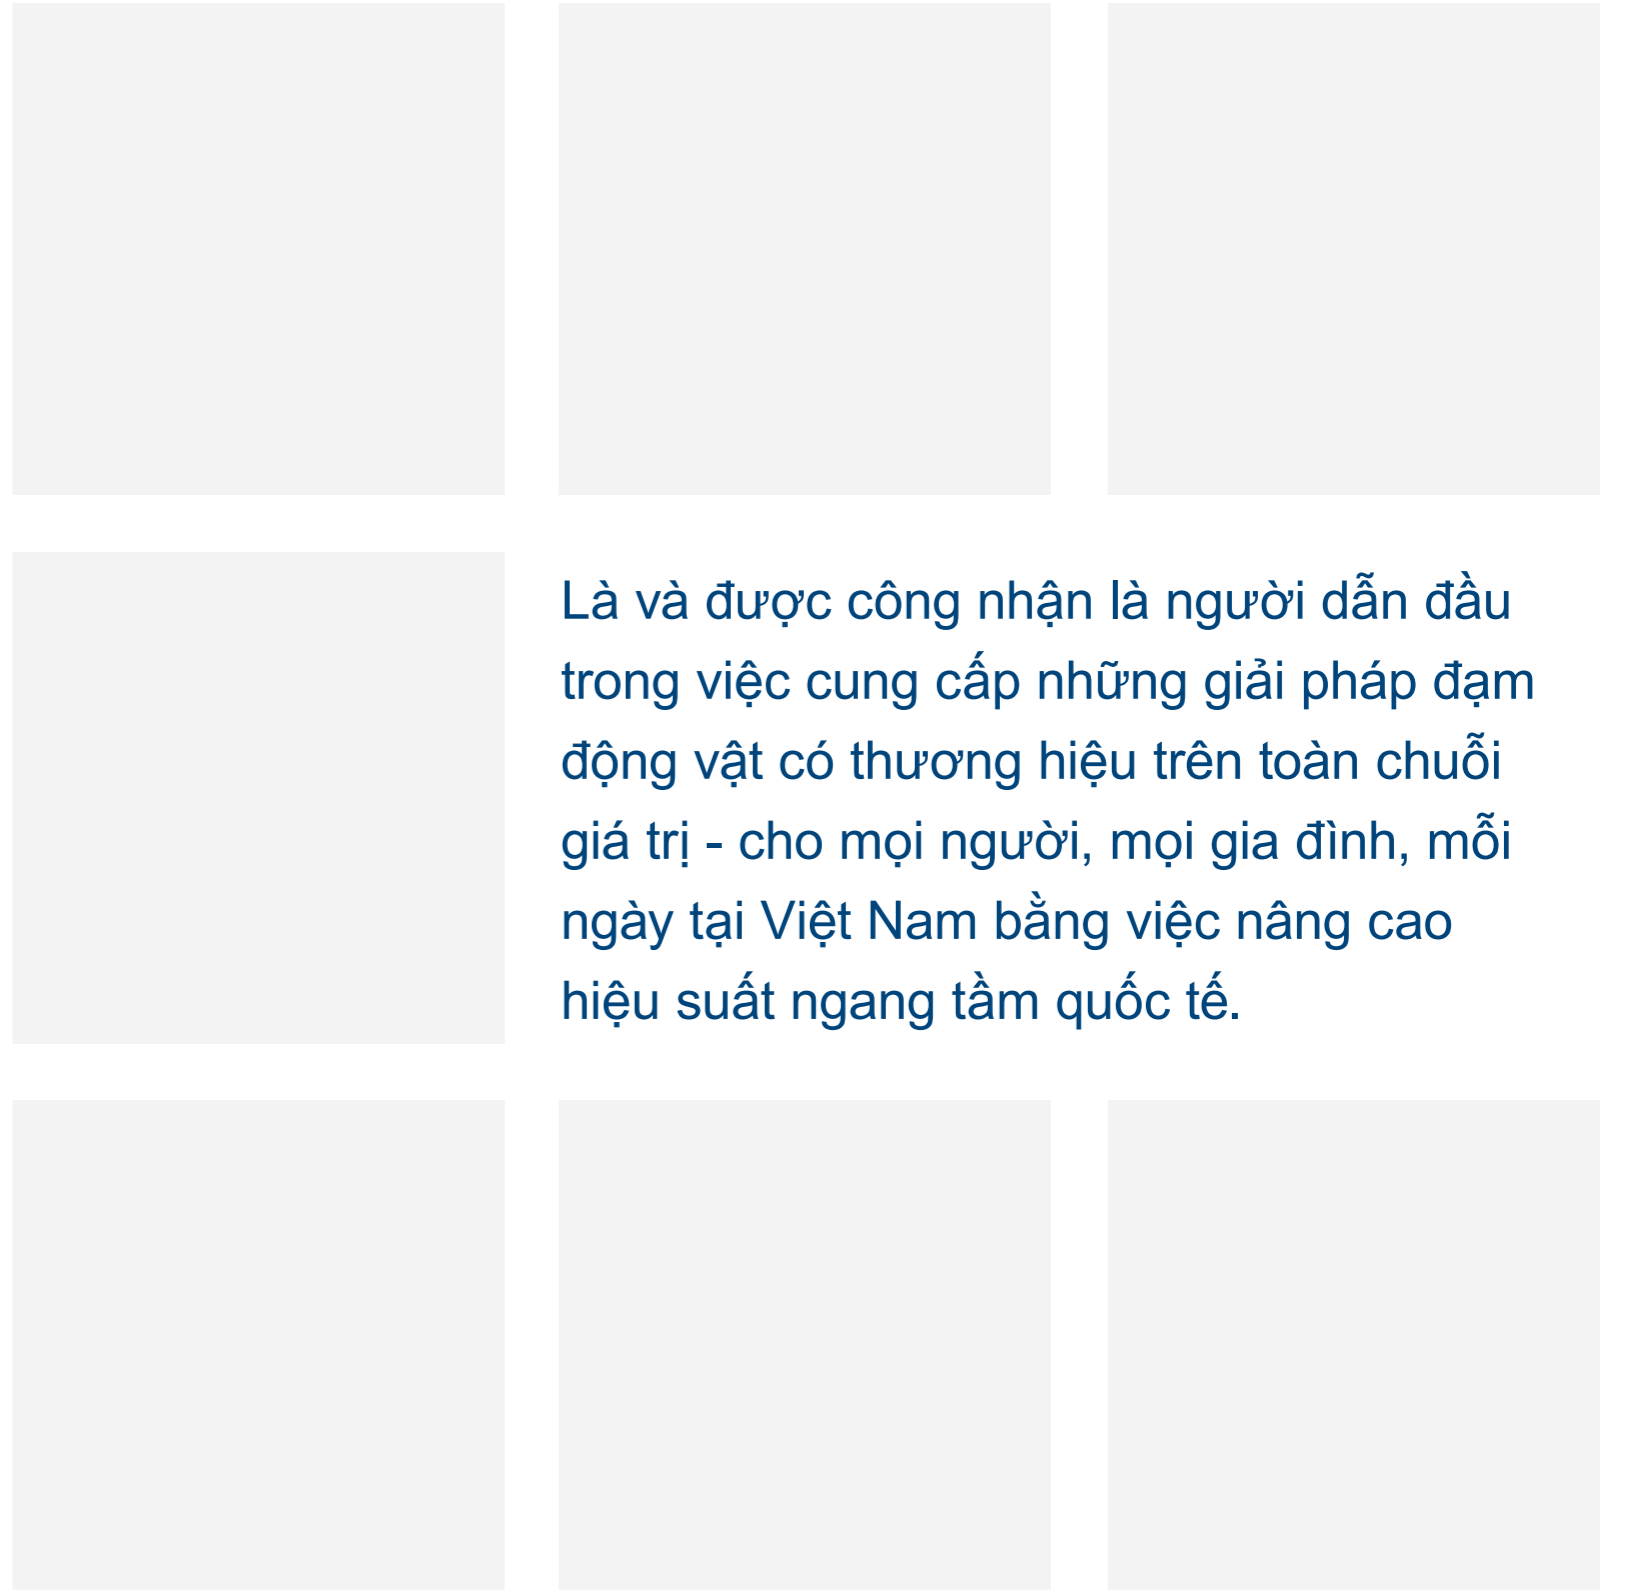 Là và được công nhận là người dẫn đầu
trong việc cung cấp những giải pháp đạm
động vật có thương hiệu trên toàn chuỗi
giá trị - cho mọi người, mọi gia đình, mỗi
ngày tại Việt Nam bằng việc nâng cao
hiệu suất ngang tầm quốc tế.